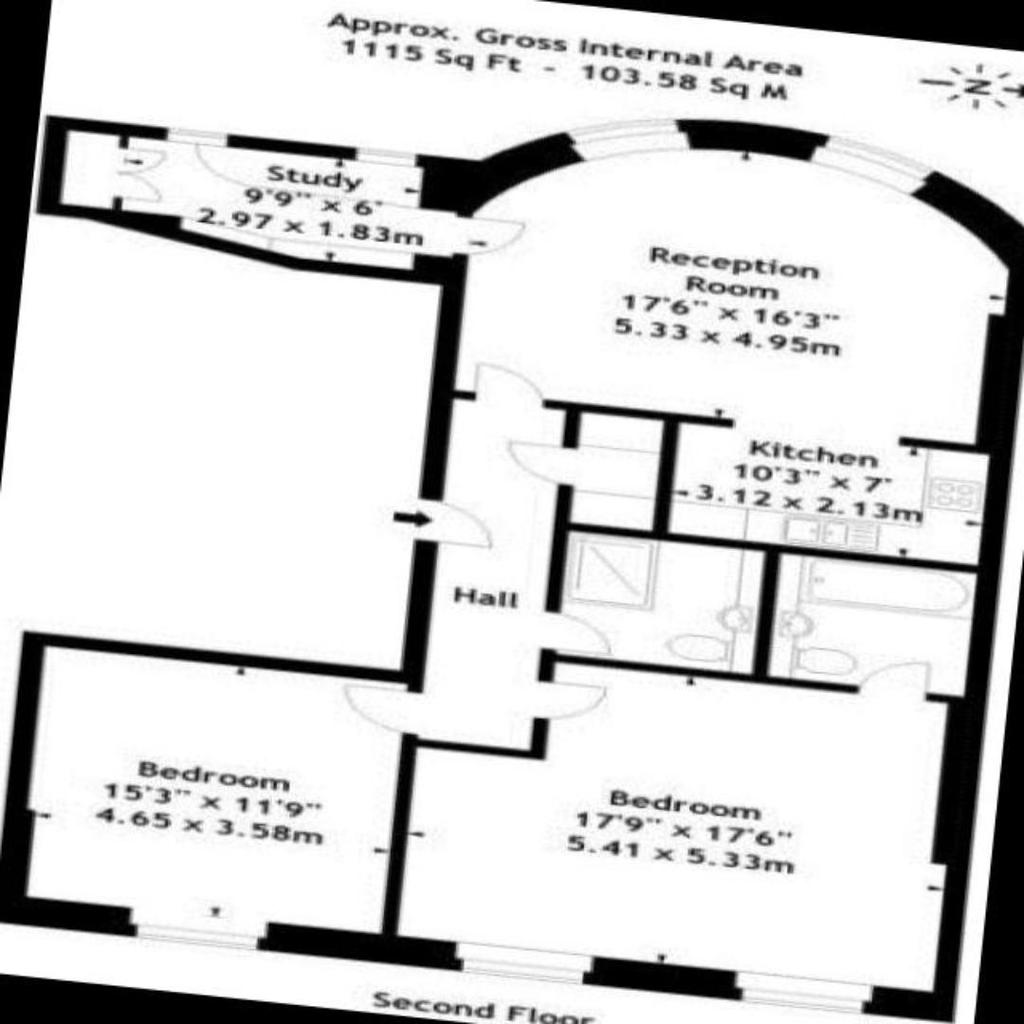 Approx. Gross Internal Area
1115 Sq Ft - 103.58 Sq M
Z
Study
9'9" x 6'
2.97 x 1.83m
Reception
Room
17'6" x 16'3"
5.33 x 4.95m
Kitchen
10'3" x 7'
3.12 x 2.13m
Hall
Bedroom
15'3" x 11'9"
4.65 x 3.58m
Bedroom
17'9" x 17'6"
5.41 x 5.33m
Second Floor